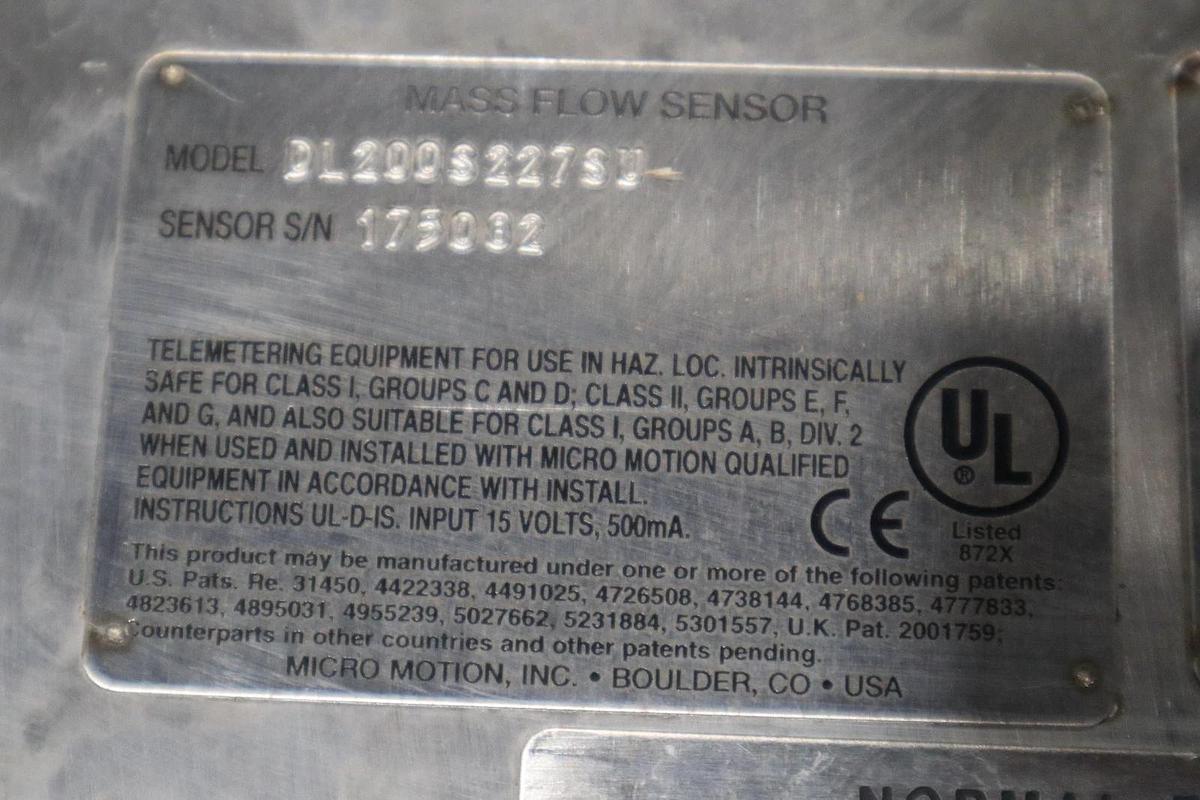 MASS FLOW SENSOR
MODEL DL200S227SU
SENSOR S/N 175032
TELEMETERING EQUIPMENT FOR USE IN HAZ. LOC. INTRINSICALLY
SAFE FOR CLASS I, GROUPS C AND D; CLASS II, GROUPS E, F,
AND G, AND ALSO SUITABLE FOR CLASS I, GROUPS A, B, DIV. 2
WHEN USED AND INSTALLED WITH MICRO MOTION QUALIFIED
EQUIPMENT IN ACCORDANCE WITH INSTALL.
INSTRUCTIONS UL-D-IS. INPUT 15 VOLTS, 500mA.
UL ®
CE
Listed
872X
This product may be manufactured under one or more of the following patents:
U.S. Pats. Re. 31450, 4422338, 4491025, 4726508, 4738144, 4768385, 4777833,
4823613, 4895031, 4955239, 5027662, 5231884, 5301557, U.K. Pat. 2001759;
Counterparts in other countries and other patents pending.
MICRO MOTION, INC. • BOULDER, CO • USA
NORMAL